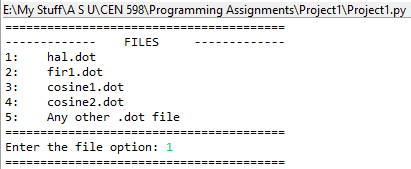 E:\My Stuff\A S U\CEN 598\Programming Assignments\Project1\Project1.py
========================================
-------------    FILES     -------------
1:    hal.dot
2:    fir1.dot
3:    cosine1.dot
4:    cosine2.dot
5:    Any other .dot file
========================================
Enter the file option: 1
========================================